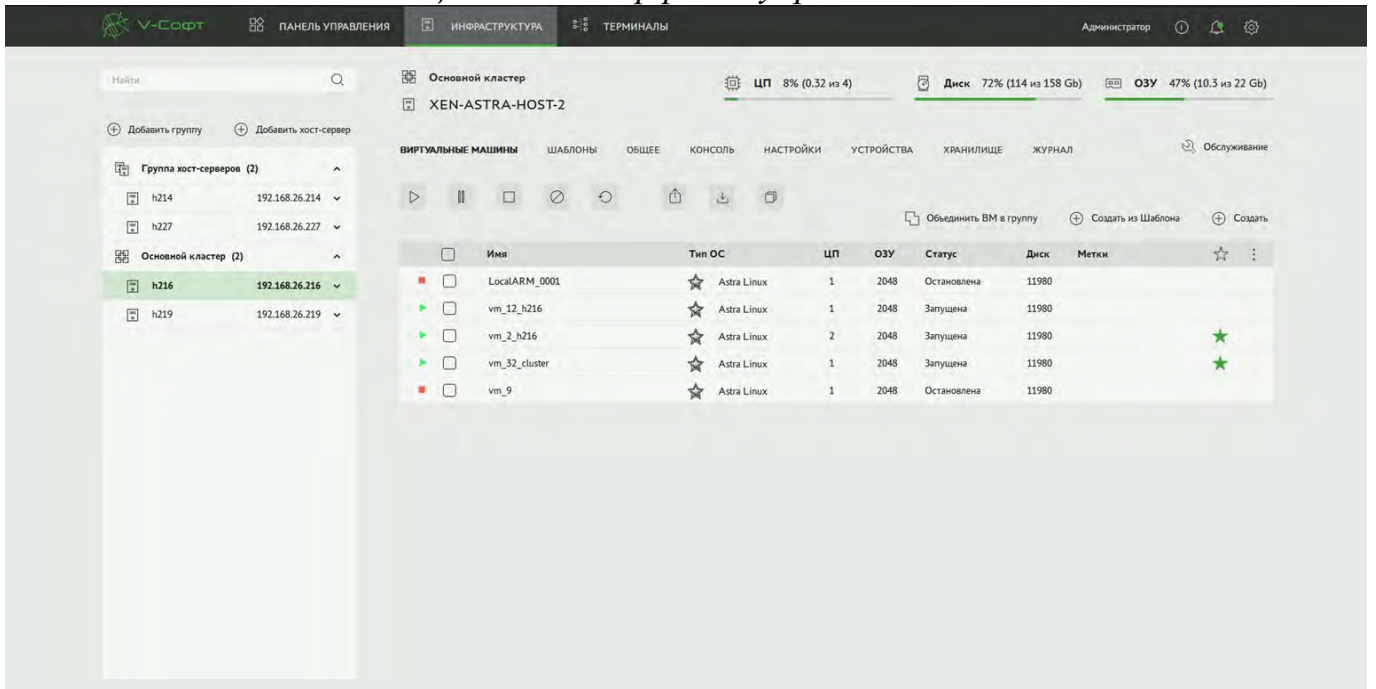 V-Софт ПАНЕЛЬ УПРАВЛЕНИЯ ИНФРАСТРУКТУРА ТЕРМИНАЛЫ Администратор
Найти
Добавить группу Добавить хост-сервер
Группа хост-серверов (2)
h214 192.168.26.214
h227 192.168.26.227
Основной кластер (2)
h216 192.168.26.216
h219 192.168.26.219
Основной кластер
XEN-ASTRA-HOST-2
ЦП 8% (0.32 из 4) Диск 72% (114 из 158 Gb) ОЗУ 47% (10.3 из 22 Gb)
ВИРТУАЛЬНЫЕ МАШИНЫ ШАБЛОНЫ ОБЩЕЕ КОНСОЛЬ НАСТРОЙКИ УСТРОЙСТВА ХРАНИЛИЩЕ ЖУРНАЛ Обслуживание
Объединить ВМ в группу Создать из Шаблона Создать
Имя Тип ОС ЦП ОЗУ Статус Диск Метки
LocalARM_0001 Astra Linux 1 2048 Остановлена 11980
vm_12_h216 Astra Linux 1 2048 Запущена 11980
vm_2_h216 Astra Linux 2 2048 Запущена 11980
vm_32_cluster Astra Linux 1 2048 Запущена 11980
vm_9 Astra Linux 1 2048 Остановлена 11980